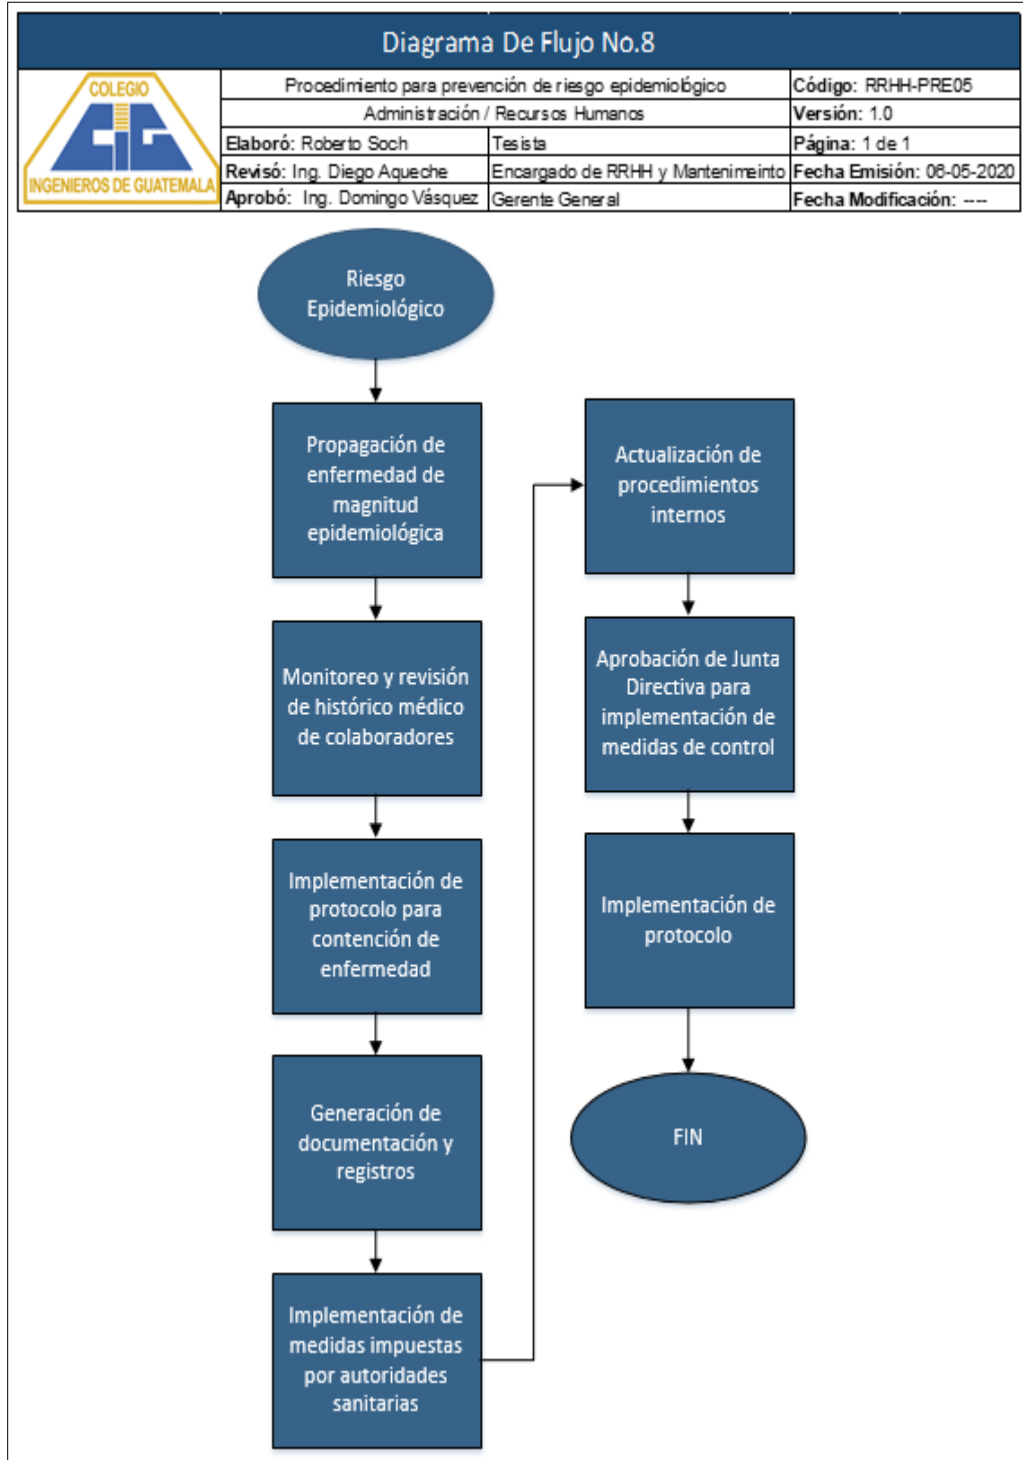 Diagrama De Flujo No.8
COLEGIO
CIG
INGENIEROS DE GUATEMALA
Procedimiento para prevención de riesgo epidemiológico
Código: RRHH-PRE05
Administración / Recursos Humanos
Versión: 1.0
Elaboró: Roberto Soch
Tesista
Página: 1 de 1
Revisó: Ing. Diego Aqueche
Encargado de RRHH y Mantenimeinto
Fecha Emisión: 06-05-2020
Aprobó: Ing. Domingo Vásquez
Gerente General
Fecha Modificación: ----
Riesgo
Epidemiológico
Propagación de
enfermedad de
magnitud
epidemiológica
Monitoreo y revisión
de histórico médico
de colaboradores
Implementación de
protocolo para
contención de
enfermedad
Generación de
documentación y
registros
Implementación de
medidas impuestas
por autoridades
sanitarias
Actualización de
procedimientos
internos
Aprobación de Junta
Directiva para
implementación de
medidas de control
Implementación de
protocolo
FIN